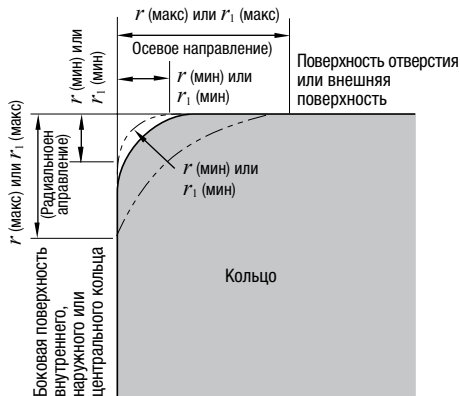 r (макс) или r₁ (макс)
Осевое направление)
r (мин) или
r₁ (мин)
r (мин) или
r₁ (мин)
Поверхность отверстия
или внешняя
поверхность
r (макс) или r₁ (макс)
(Радиальноен
аправление)
r (мин) или
r₁ (мин)
Кольцо
Боковая поверхность
внутреннего,
наружного или
центрального кольца